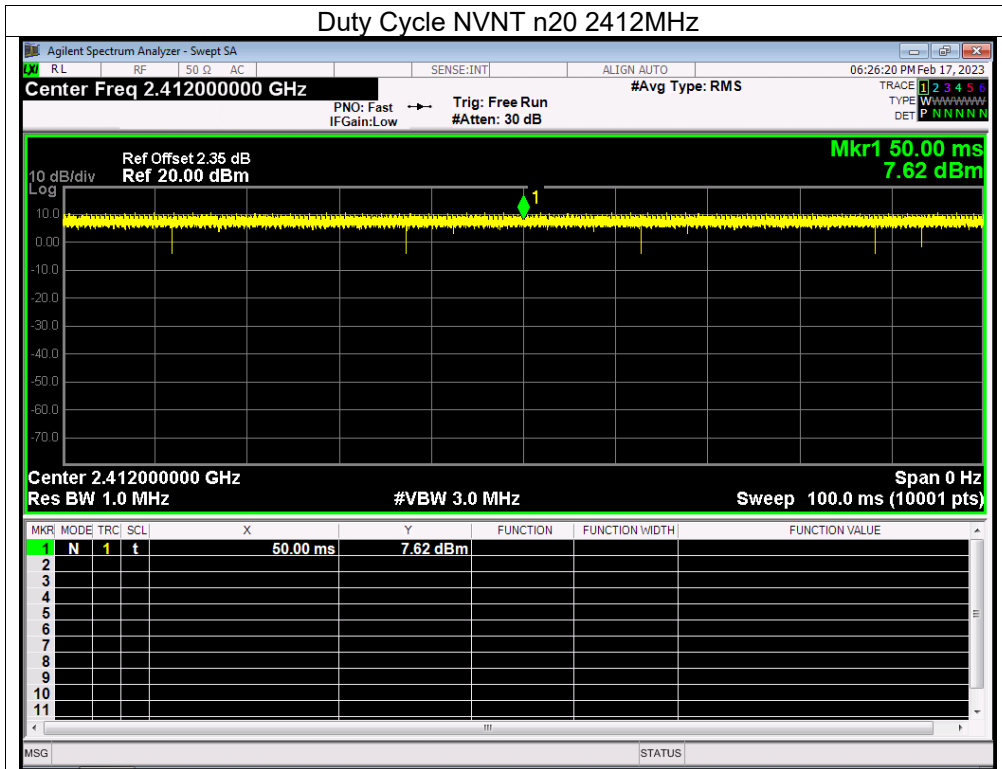 Duty Cycle NVNT n20 2412MHz
Agilent Spectrum Analyzer - Swept SA
LXI RL RF 50 Ω AC SENSE:INT ALIGN AUTO 06:26:20 PM Feb 17, 2023
Center Freq 2.412000000 GHz #Avg Type: RMS TRACE 1 2 3 4 5 6
PNO: Fast Trig: Free Run TYPE WWWWWW
IFGain:Low #Atten: 30 dB DET P N N N N N
Mkr1 50.00 ms
7.62 dBm
Ref Offset 2.35 dB
10 dB/div Ref 20.00 dBm
Log
1
10.0
0.00
-10.0
-20.0
-30.0
-40.0
-50.0
-60.0
-70.0
Center 2.412000000 GHz Span 0 Hz
Res BW 1.0 MHz #VBW 3.0 MHz Sweep 100.0 ms (10001 pts)
MKR MODE TRC SCL X Y FUNCTION FUNCTION WIDTH FUNCTION VALUE
1 N 1 t 50.00 ms 7.62 dBm
2
3
4
5
6
7
8
9
10
11
MSG STATUS